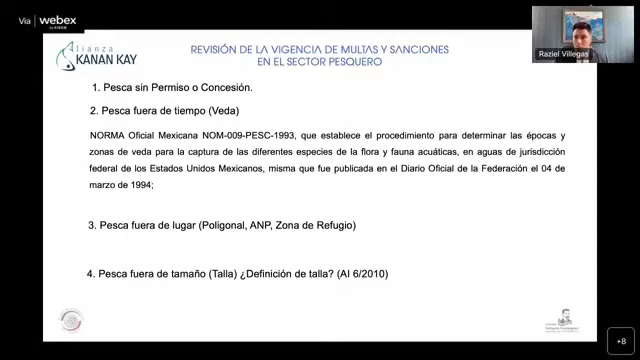 Vía webex
by CISCO
Raziel Villegas
Alianza
KANAN KAY
REVISIÓN DE LA VIGENCIA DE MULTAS Y SANCIONES
EN EL SECTOR PESQUERO
1. Pesca sin Permiso o Concesión.
2. Pesca fuera de tiempo (Veda)
NORMA Oficial Mexicana NOM-009-PESC-1993, que establece el procedimiento para determinar las épocas y
zonas de veda para la captura de las diferentes especies de la flora y fauna acuáticas, en aguas de jurisdicción
federal de los Estados Unidos Mexicanos, misma que fue publicada en el Diario Oficial de la Federación el 04 de
marzo de 1994;
3. Pesca fuera de lugar (Poligonal, ANP, Zona de Refugio)
4. Pesca fuera de tamaño (Talla) ¿Definición de talla? (AI 6/2010)
+8